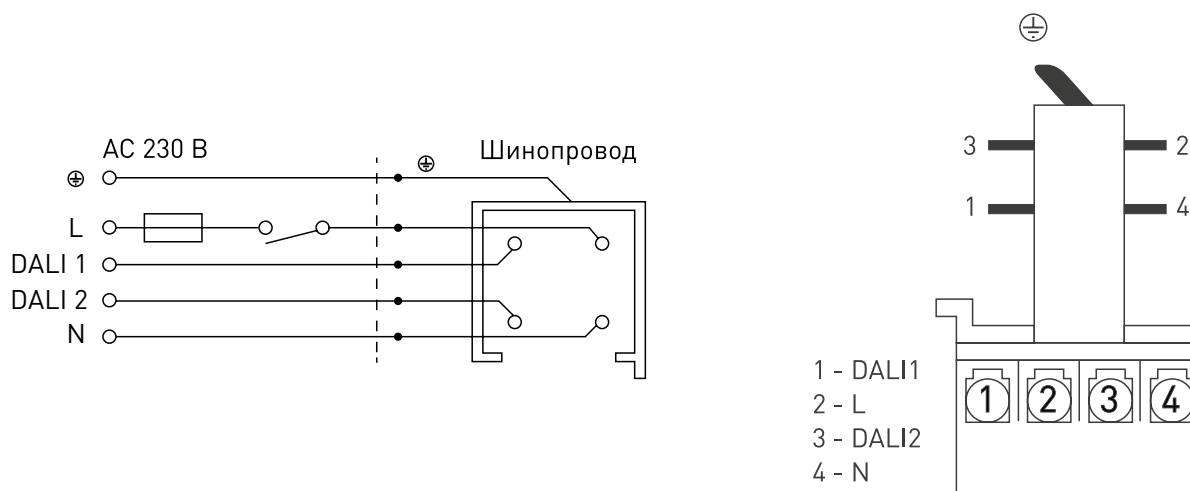 AC 230 В
Шинопровод
L
DALI 1
DALI 2
N
3
2
1
4
1 - DALI1
2 - L
3 - DALI2
4 - N
1 2 3 4